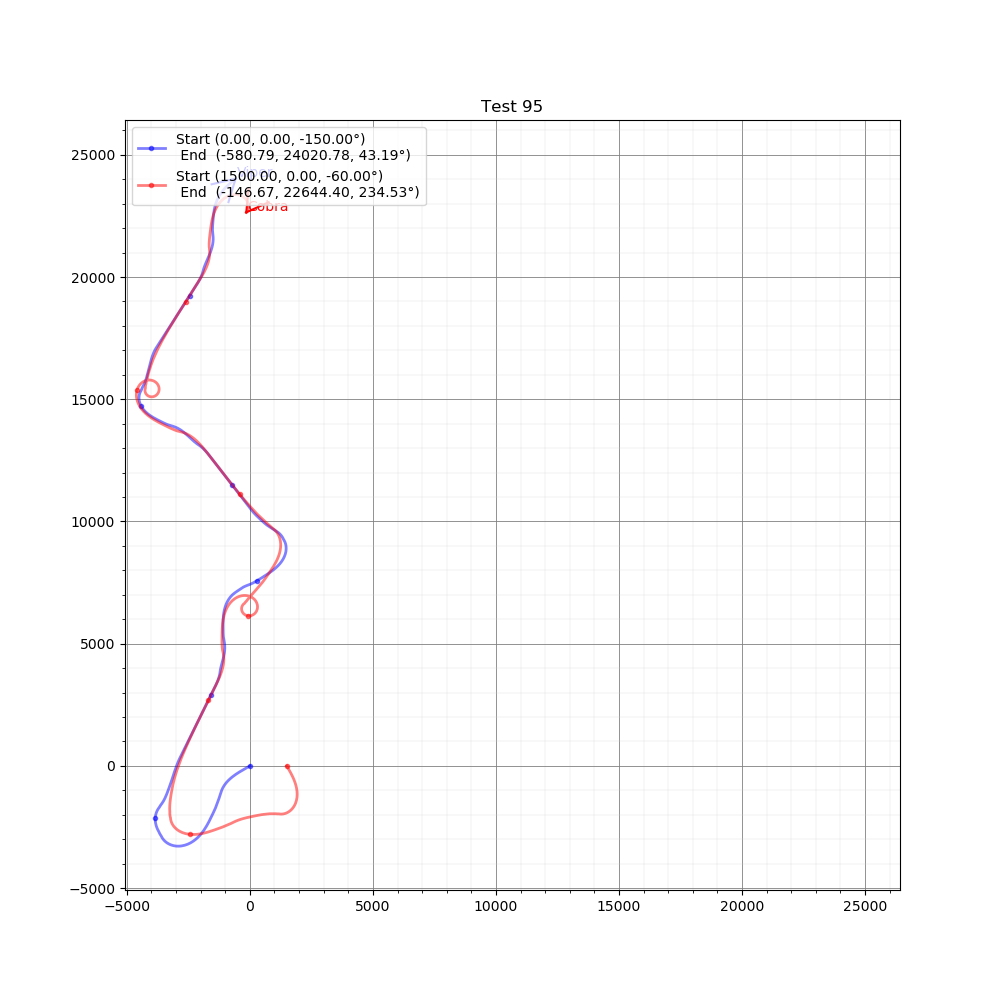 Test 95
Start (0.00, 0.00, -150.00°)
End (-580.79, 24020.78, 43.19°)
Start (1500.00, 0.00, -60.00°)
End (-146.67, 22644.40, 234.53°)
Cobra
25000
20000
15000
10000
5000
0
−5000
−5000 0 5000 10000 15000 20000 25000